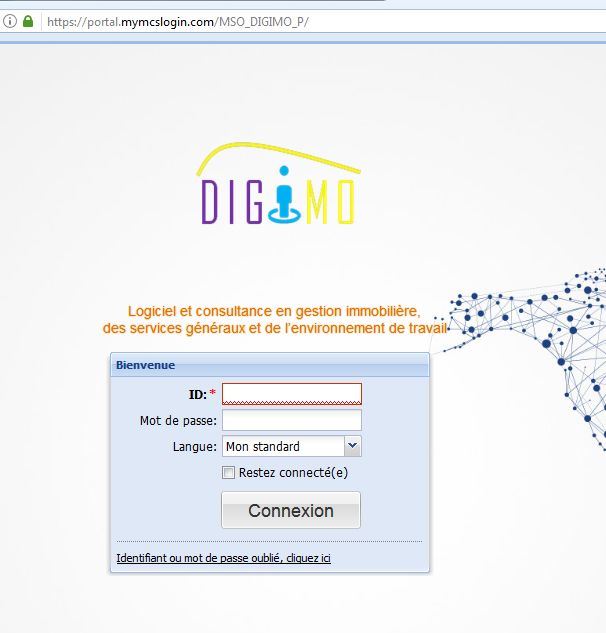 https://portal.mymcslogin.com/MSO_DIGIMO_P/
DIGiMO
Logiciel et consultance en gestion immobilière,
des services généraux et de l'environnement de travail
Bienvenue
ID:*
Mot de passe:
Langue: Mon standard
Restez connecté(e)
Connexion
Identifiant ou mot de passe oublié, cliquez ici